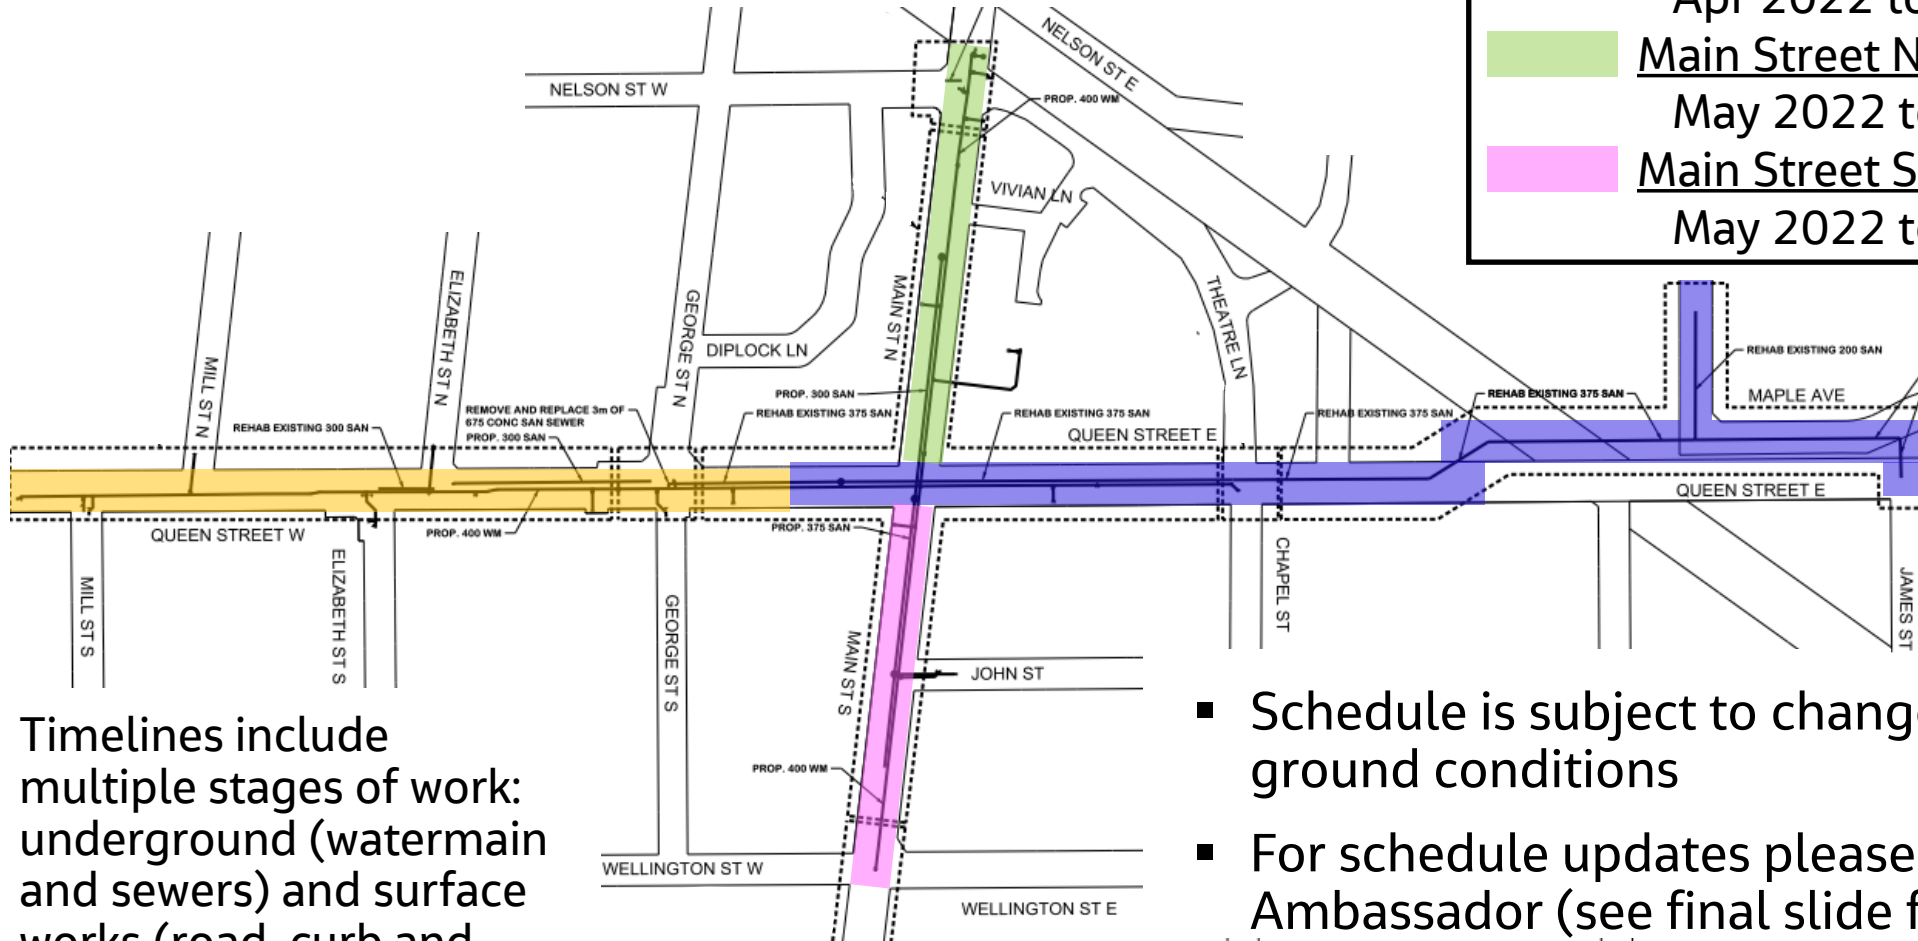 Apr 2022 to
Main Street N
May 2022 t
Main Street S
May 2022 t
NELSON ST E
NELSON ST W
PROP. 400 WM
VIVIAN LN
MILL ST N
ELIZABETH ST N
GEORGE ST N
MAIN ST N
THEATRE LN
DIPLOCK LN
REHAB EXISTING 200 SAN
MAPLE AVE
PROP. 300 SAN
REHAB EXISTING 375 SAN
REMOVE AND REPLACE 3m OF
675 CONC SAN SEWER
PROP. 300 SAN
REHAB EXISTING 300 SAN
REHAB EXISTING 375 SAN
REHAB EXISTING 375 SAN
REHAB EXISTING 375 SAN
QUEEN STREET E
QUEEN STREET E
QUEEN STREET W
PROP. 400 WM
PROP. 375 SAN
MILL ST S
ELIZABETH ST S
GEORGE ST S
MAIN ST S
CHAPEL ST
JAMES ST
JOHN ST
PROP. 400 WM
WELLINGTON ST W
WELLINGTON ST E
Timelines include
multiple stages of work:
underground (watermain
and sewers) and surface
works (road, curb and
▪ Schedule is subject to chang
ground conditions
▪ For schedule updates please
Ambassador (see final slide f